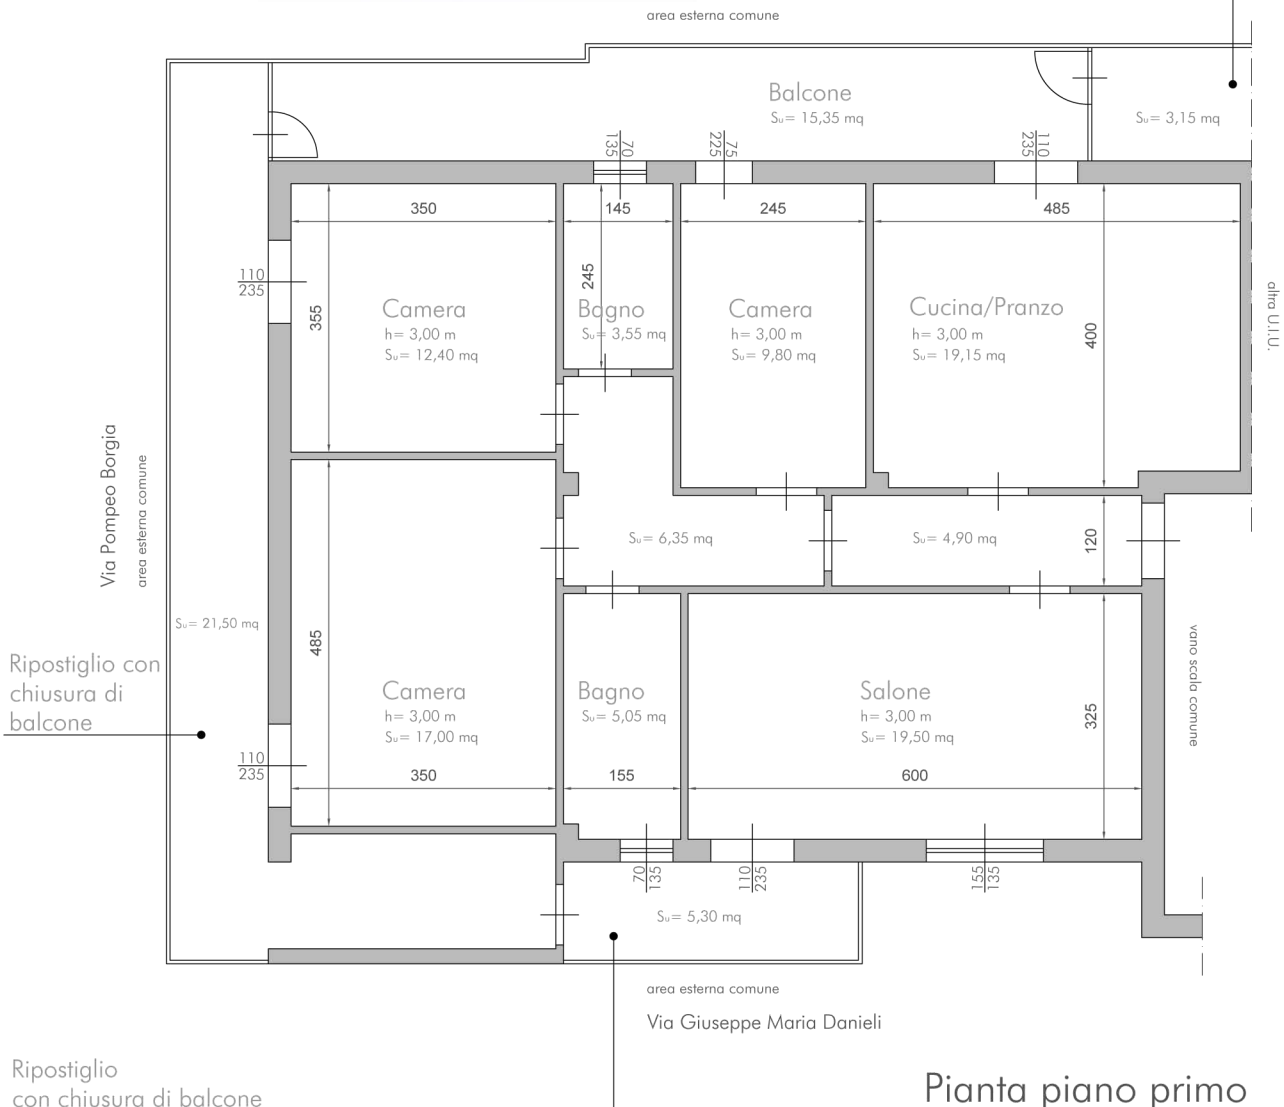 area esterna comune
Balcone
Su= 15,35 mq
Su= 3,15 mq
70
135
75
225
110
235
350
145
245
485
110
235
355
245
400
Camera
h= 3,00 m
Su= 12,40 mq
Bagno
Su= 3,55 mq
Camera
h= 3,00 m
Su= 9,80 mq
Cucina/Pranzo
h= 3,00 m
Su= 19,15 mq
altra U.I.U.
Via Pompeo Borgia
area esterna comune
Su= 6,35 mq
Su= 4,90 mq
120
Su= 21,50 mq
Ripostiglio con
chiusura di
balcone
110
235
485
Camera
h= 3,00 m
Su= 17,00 mq
350
Bagno
Su= 5,05 mq
155
Salone
h= 3,00 m
Su= 19,50 mq
600
325
vano scala comune
70
135
110
235
155
135
Su= 5,30 mq
area esterna comune
Via Giuseppe Maria Danieli
Ripostiglio
con chiusura di balcone
Pianta piano primo